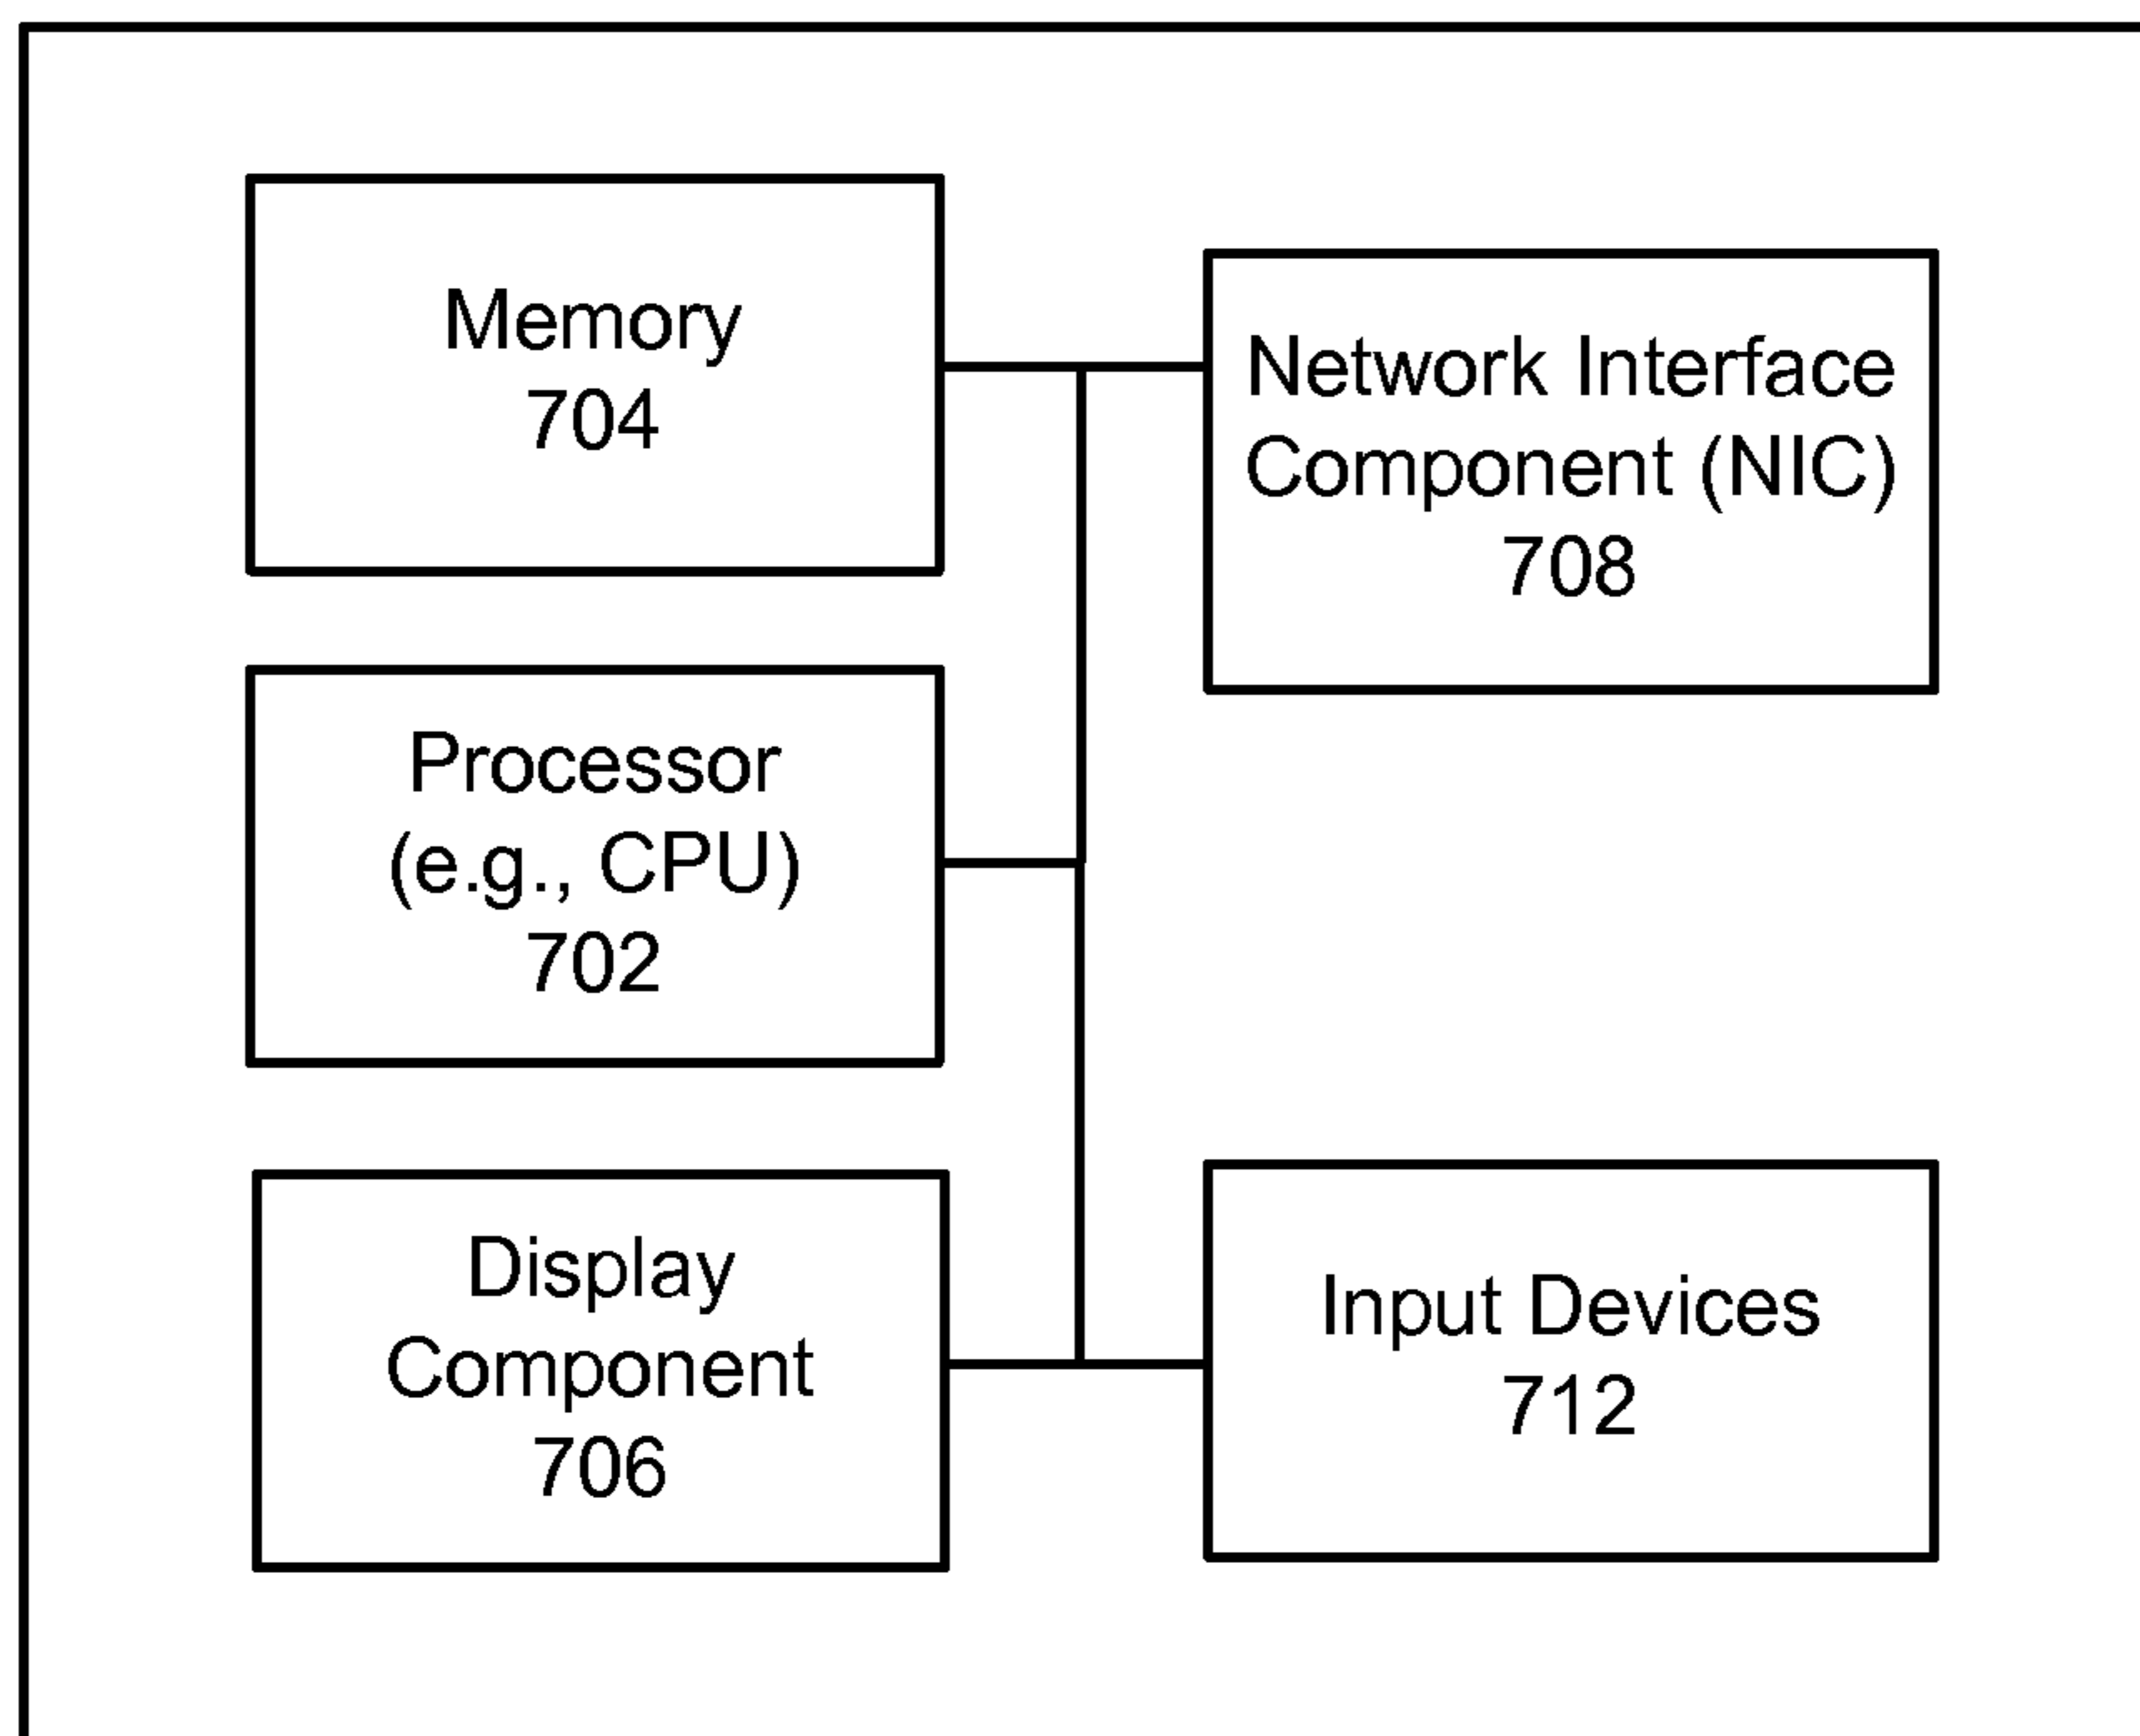 Memory
704
Network Interface
Component (NIC)
708
Processor
(e.g., CPU)
702
Display
Component
706
Input Devices
712